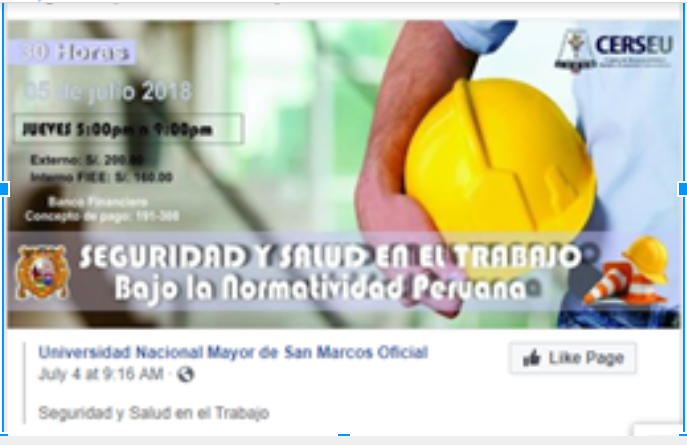 30 Horas
CERSEU
05 de julio 2018
JUEVES 5:00pm a 9:00pm
Externo: S/. 200.00
Interno FIEE: S/. 160.00
Banco Financiero
Concepto de pago: 191-308
SEGURIDAD Y SALUD EN EL TRABAJO
Bajo la Normatividad Peruana
Universidad Nacional Mayor de San Marcos Oficial
July 4 at 9:16 AM ·
Like Page
Seguridad y Salud en el Trabajo